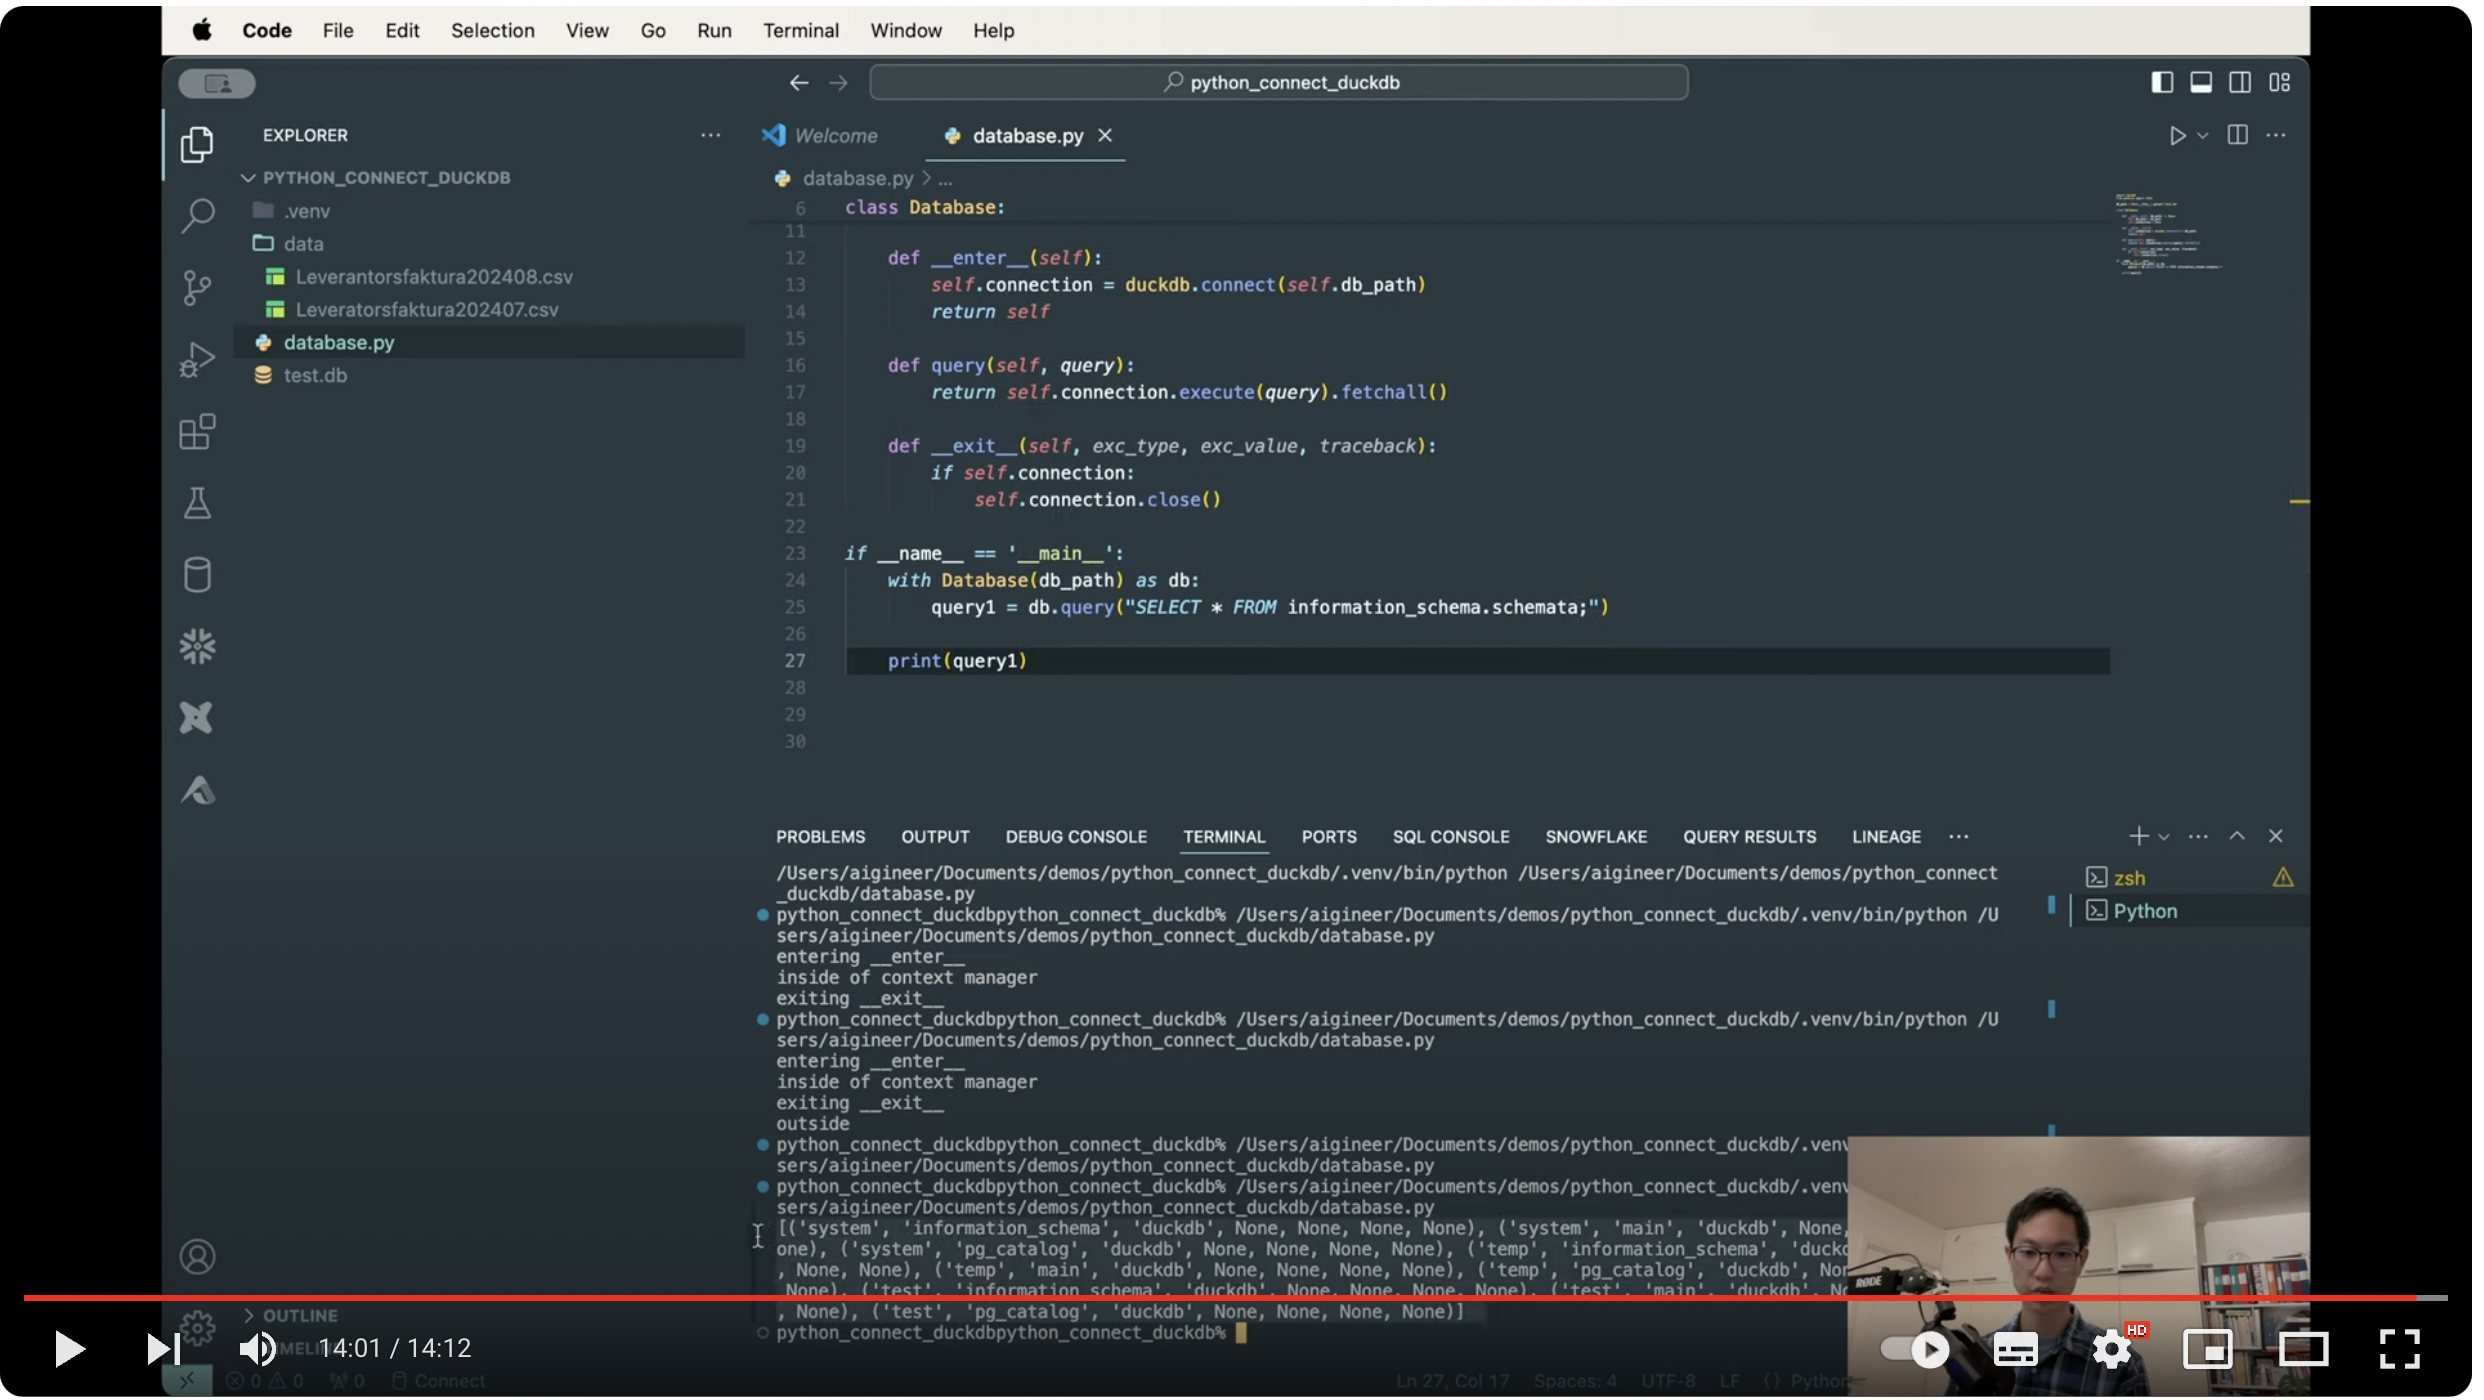 Code File Edit Selection View Go Run Terminal Window Help
python_connect_duckdb
EXPLORER
PYTHON_CONNECT_DUCKDB
.venv
data
Leverantorsfaktura202408.csv
Leveratorsfaktura202407.csv
database.py
test.db
Welcome
database.py
database.py > ...
6 class Database:
11
12 def __enter__(self):
13 self.connection = duckdb.connect(self.db_path)
14 return self
15
16 def query(self, query):
17 return self.connection.execute(query).fetchall()
18
19 def __exit__(self, exc_type, exc_value, traceback):
20 if self.connection:
21 self.connection.close()
22
23 if __name__ == '__main__':
24 with Database(db_path) as db:
25 query1 = db.query("SELECT * FROM information_schema.schemata;")
26
27 print(query1)
28
29
30
PROBLEMS OUTPUT DEBUG CONSOLE TERMINAL PORTS SQL CONSOLE SNOWFLAKE QUERY RESULTS LINEAGE ...
/Users/aigineer/Documents/demos/python_connect_duckdb/.venv/bin/python /Users/aigineer/Documents/demos/python_connect
_duckdb/database.py
python_connect_duckdbpython_connect_duckdb% /Users/aigineer/Documents/demos/python_connect_duckdb/.venv/bin/python /U
sers/aigineer/Documents/demos/python_connect_duckdb/database.py
entering __enter__
inside of context manager
exiting __exit__
python_connect_duckdbpython_connect_duckdb% /Users/aigineer/Documents/demos/python_connect_duckdb/.venv/bin/python /U
sers/aigineer/Documents/demos/python_connect_duckdb/database.py
entering __enter__
inside of context manager
exiting __exit__
outside
python_connect_duckdbpython_connect_duckdb% /Users/aigineer/Documents/demos/python_connect_duckdb/.venv
sers/aigineer/Documents/demos/python_connect_duckdb/database.py
python_connect_duckdbpython_connect_duckdb% /Users/aigineer/Documents/demos/python_connect_duckdb/.venv
sers/aigineer/Documents/demos/python_connect_duckdb/database.py
[('system', 'information_schema', 'duckdb', None, None, None, None), ('system', 'main', 'duckdb', None,
one), ('system', 'pg_catalog', 'duckdb', None, None, None, None), ('temp', 'information_schema', 'duckd
, None, None), ('temp', 'main', 'duckdb', None, None, None, None), ('temp', 'pg_catalog', 'duckdb', Non
None), ('test', 'information_schema', 'duckdb', None, None, None, None), ('test', 'main', 'duckdb', No
, None), ('test', 'pg_catalog', 'duckdb', None, None, None, None)]
python_connect_duckdbpython_connect_duckdb%
zsh
Python
RØDE
OUTLINE
14:01 / 14:12
HD
0 0 0 Connect
Ln 27, Col 17 Spaces: 4 UTF-8 LF {} Python